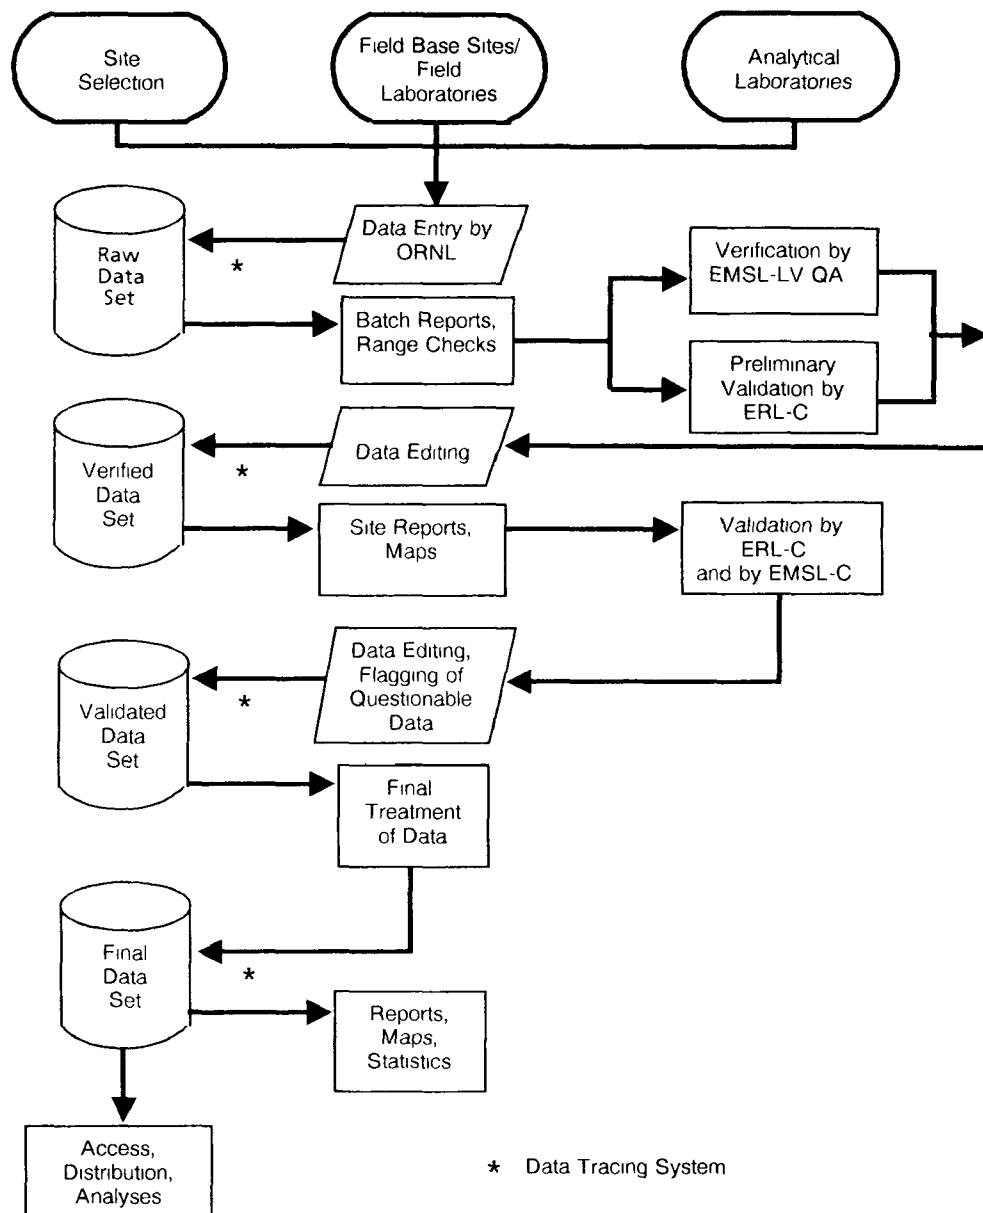 Site
Selection
Field Base Sites/
Field
Laboratories
Analytical
Laboratories
Raw
Data
Set
*
Data Entry by
ORNL
Batch Reports,
Range Checks
Verification by
EMSL-LV QA
Preliminary
Validation by
ERL-C
Verified
Data
Set
*
Data Editing
Site Reports,
Maps
Validation by
ERL-C
and by EMSL-C
Validated
Data
Set
*
Data Editing,
Flagging of
Questionable
Data
Final
Treatment
of Data
Final
Data
Set
*
Reports,
Maps,
Statistics
Access,
Distribution,
Analyses
* Data Tracing System